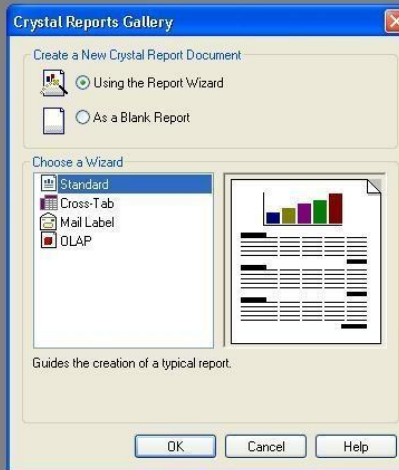 Crystal Reports Gallery
Create a New Crystal Report Document
Using the Report Wizard
As a Blank Report
Choose a Wizard
Standard
Cross-Tab
Mail Label
OLAP
Guides the creation of a typical report.
OK Cancel Help